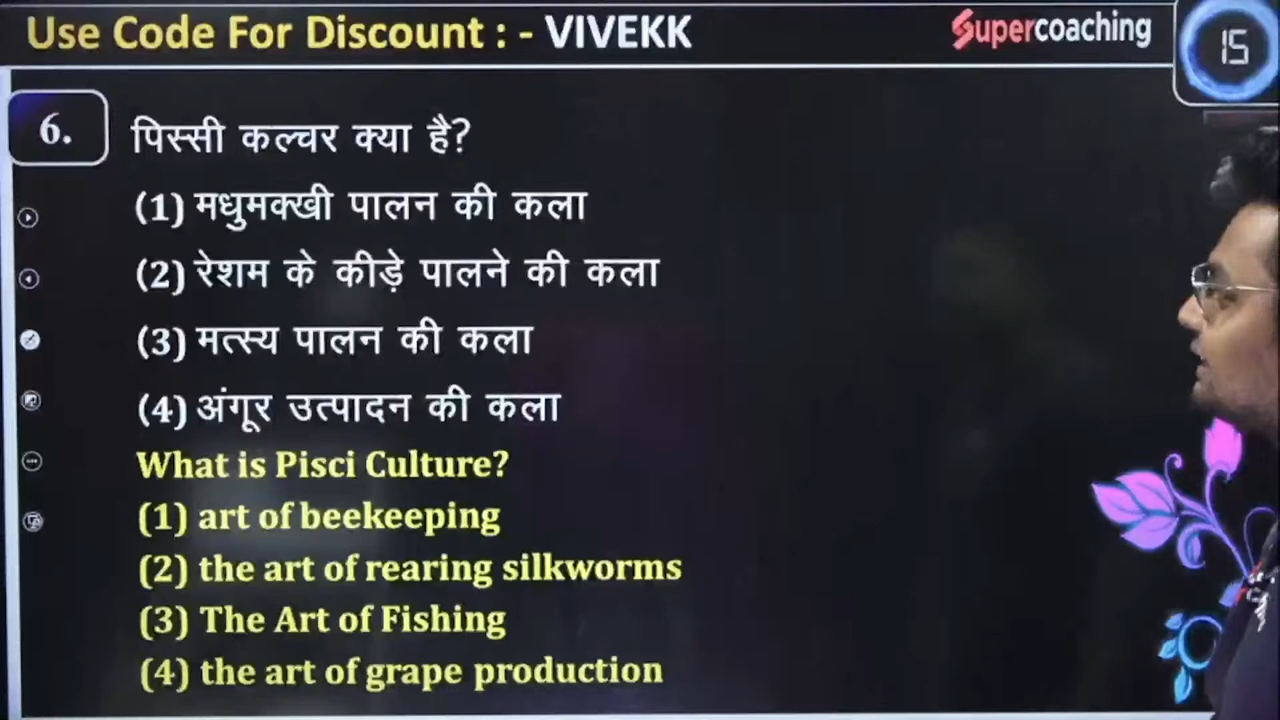 Use Code For Discount : - VIVEKK
Supercoaching
15
6.
पिस्सी कल्चर क्या है?
(1) मधुमक्खी पालन की कला
(2) रेशम के कीड़े पालने की कला
(3) मत्स्य पालन की कला
(4) अंगूर उत्पादन की कला
What is Pisci Culture?
(1) art of beekeeping
(2) the art of rearing silkworms
(3) The Art of Fishing
(4) the art of grape production